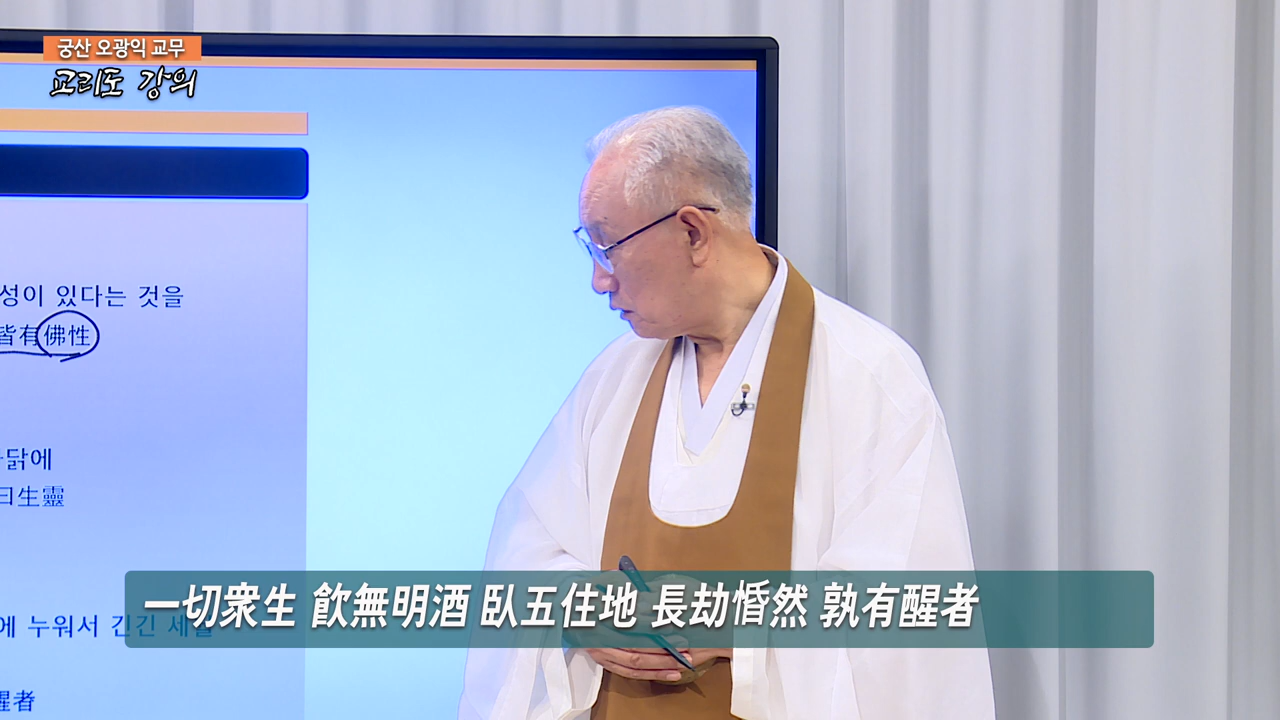 궁산 오광익 교무
교리도 강의
성이 있다는 것을
皆有佛性
닭에
曰生靈
에 누워서 긴긴 세월
醒者
一切衆生 飮無明酒 臥五住地 長劫惛然 孰有醒者